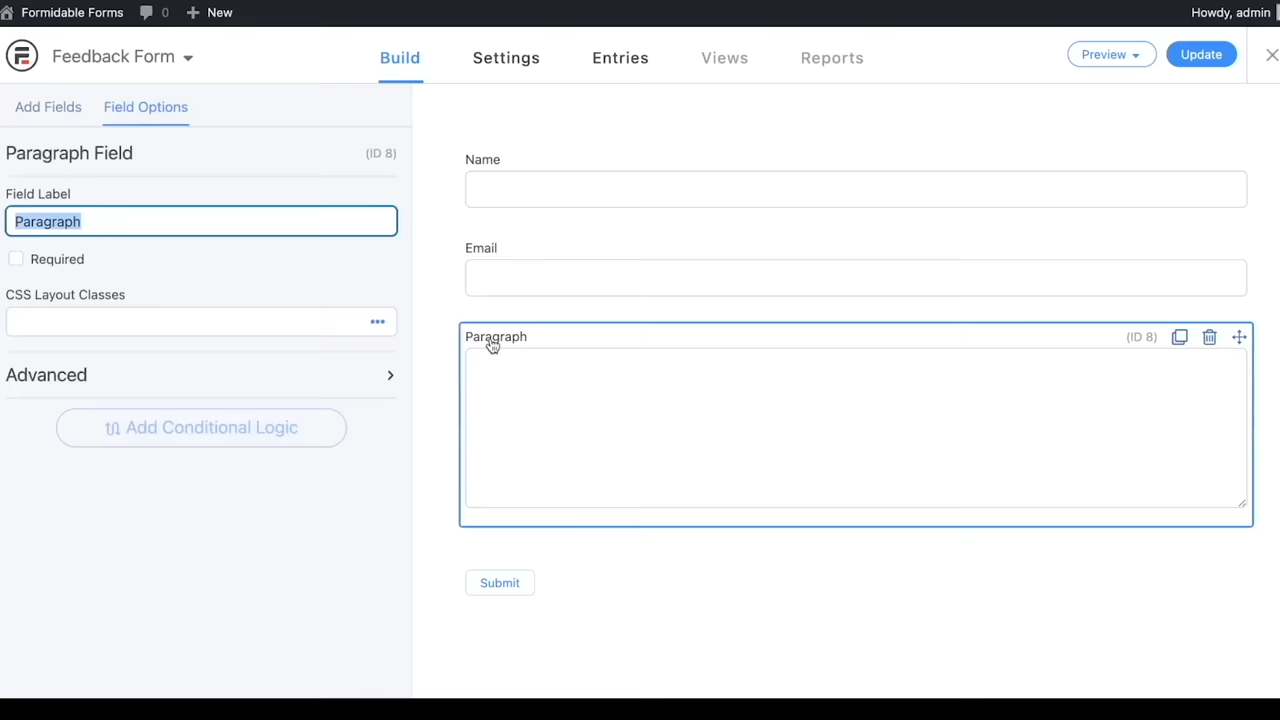 Formidable Forms 0 New Howdy, admin
Feedback Form Build Settings Entries Views Reports Preview Update
Add Fields Field Options
Paragraph Field (ID 8)
Field Label
Paragraph
Required
CSS Layout Classes
Advanced
Add Conditional Logic
Name
Email
Paragraph (ID 8)
Submit